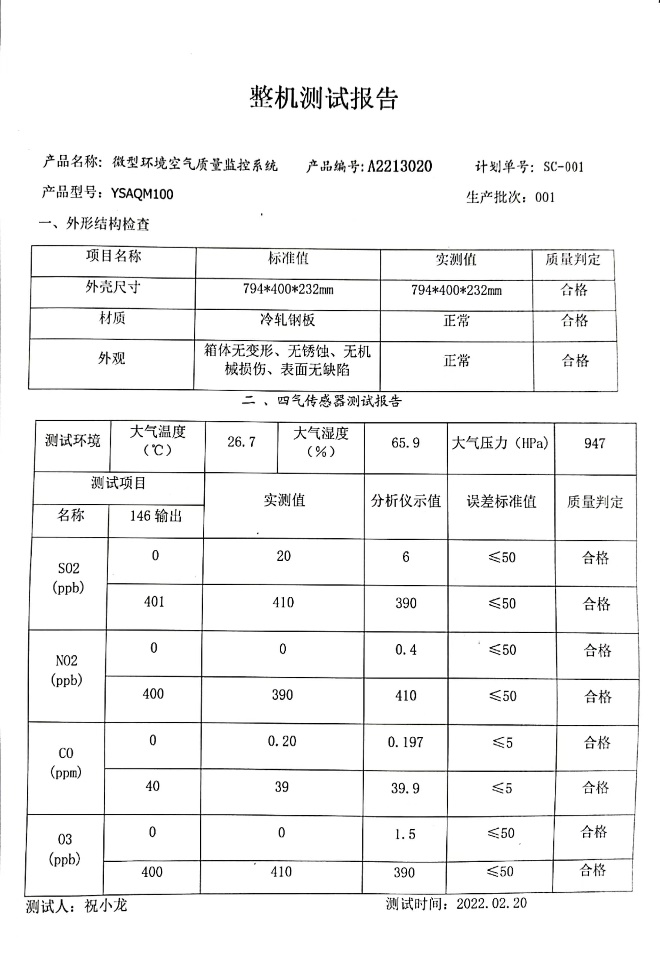 整机测试报告
产品名称: 微型环境空气质量监控系统 产品编号:A2213020 计划单号: SC-001
产品型号: YSAQM100 生产批次: 001
一、外形结构检查
项目名称 标准值 实测值 质量判定
外壳尺寸 794*400*232mm 794*400*232mm 合格
材质 冷轧钢板 正常 合格
外观 箱体无变形、无锈蚀、无机械损伤、表面无缺陷 正常 合格
二 、四气传感器测试报告
测试环境 大气温度(℃) 26.7 大气湿度(%) 65.9 大气压力(HPa) 947
测试项目 实测值 分析仪示值 误差标准值 质量判定
名称 146 输出
SO2 (ppb) 0 20 6 ≤50 合格
401 410 390 ≤50 合格
NO2 (ppb) 0 0 0.4 ≤50 合格
400 390 410 ≤50 合格
CO (ppm) 0 0.20 0.197 ≤5 合格
40 39 39.9 ≤5 合格
O3 (ppb) 0 0 1.5 ≤50 合格
400 410 390 ≤50 合格
测试人: 祝小龙 测试时间: 2022.02.20